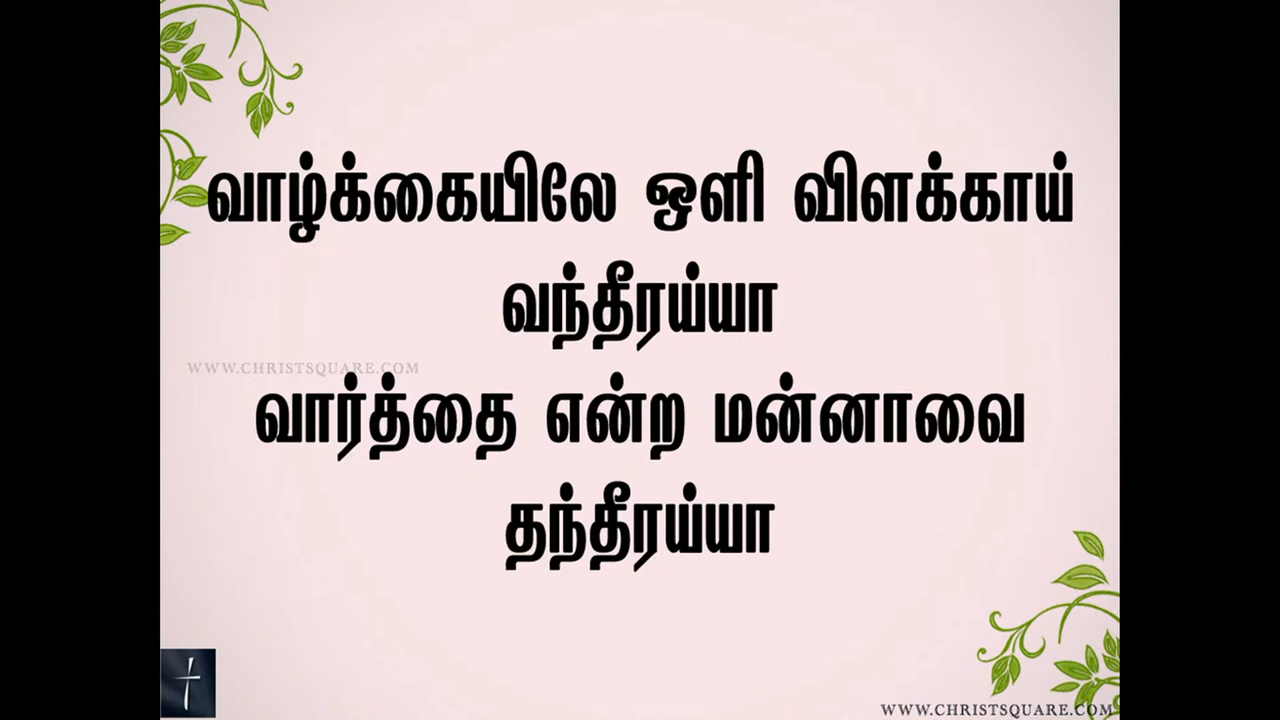 வாழ்க்கையிலே ஒளி விளக்காய்
வந்தீரய்யா
WWW.CHRISTSQUARE.COM
வார்த்தை என்ற மன்னாவை
தந்தீரய்யா
WWW.CHRISTSQUARE.COM